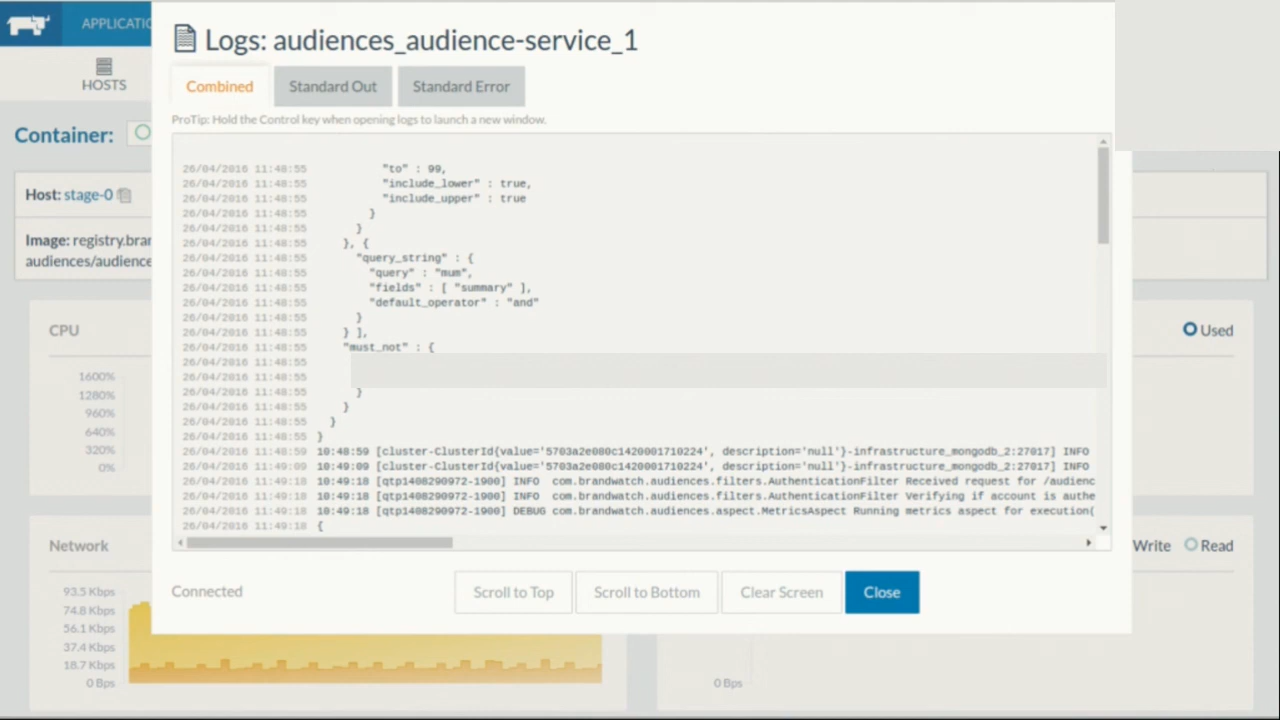 APPLICATIO
HOSTS
Container:
Host: stage-0
Image: registry.bran
audiences/audience
CPU
1600%
1280%
960%
640%
320%
0%
Network
93.5 Kbps
74.8 Kbps
56.1 Kbps
37.4 Kbps
18.7 Kbps
0 Bps
Logs: audiences_audience-service_1
Combined Standard Out Standard Error
ProTip: Hold the Control key when opening logs to launch a new window.
26/04/2016 11:48:55 "to" : 99,
26/04/2016 11:48:55 "include_lower" : true,
26/04/2016 11:48:55 "include_upper" : true
26/04/2016 11:48:55 }
26/04/2016 11:48:55 }
26/04/2016 11:48:55 }, {
26/04/2016 11:48:55 "query_string" : {
26/04/2016 11:48:55 "query" : "mum",
26/04/2016 11:48:55 "fields" : [ "summary" ],
26/04/2016 11:48:55 "default_operator" : "and"
26/04/2016 11:48:55 }
26/04/2016 11:48:55 } ],
26/04/2016 11:48:55 "must_not" : {
26/04/2016 11:48:55
26/04/2016 11:48:55
26/04/2016 11:48:55 }
26/04/2016 11:48:55 }
26/04/2016 11:48:55 }
26/04/2016 11:48:55 }
26/04/2016 11:48:59 10:48:59 [cluster-ClusterId{value='5703a2e080c1420001710224', description='null'}-infrastructure_mongodb_2:27017] INFO
26/04/2016 11:49:09 10:49:09 [cluster-ClusterId{value='5703a2e080c1420001710224', description='null'}-infrastructure_mongodb_2:27017] INFO
26/04/2016 11:49:18 10:49:18 [qtp1408290972-1900] INFO com.brandwatch.audiences.filters.AuthenticationFilter Received request for /audienc
26/04/2016 11:49:18 10:49:18 [qtp1408290972-1900] INFO com.brandwatch.audiences.filters.AuthenticationFilter Verifying if account is authe
26/04/2016 11:49:18 10:49:18 [qtp1408290972-1900] DEBUG com.brandwatch.audiences.aspect.MetricsAspect Running metrics aspect for execution(
26/04/2016 11:49:18 {
Connected
Scroll to Top Scroll to Bottom Clear Screen Close
Used
Write Read
0 Bps